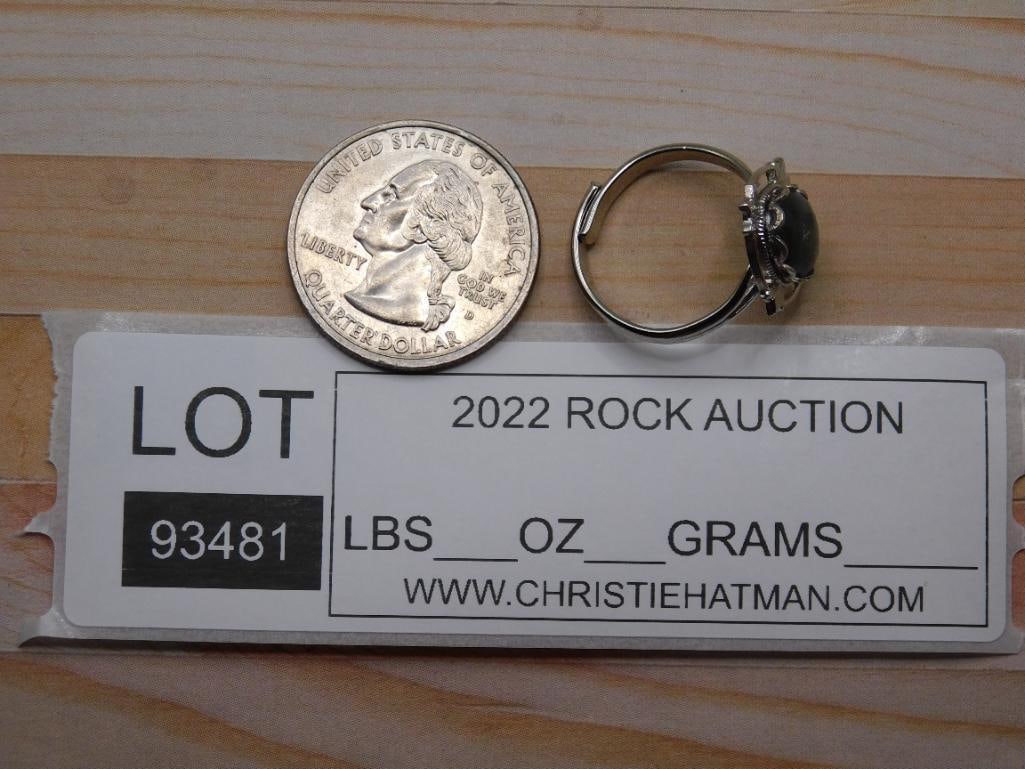 UNITED STATES OF AMERICA
LIBERTY
IN
GOD WE
TRUST
D
QUARTER DOLLAR
LOT
93481
2022 ROCK AUCTION
LBS___OZ___GRAMS_____
WWW.CHRISTIEHATMAN.COM